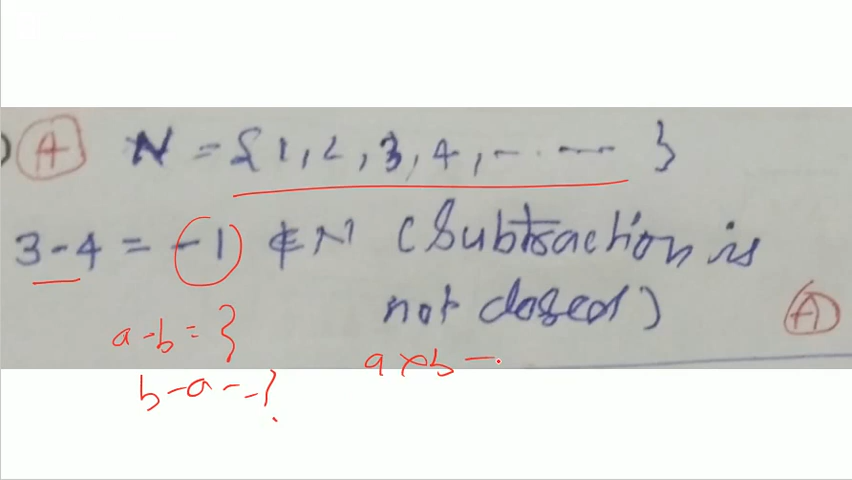 ) A N = {1, 2, 3, 4, - . - - }
3 - 4 = -1 ∉ N (Subtraction is
not closed) A
a - b = }
b - a -
a × b -